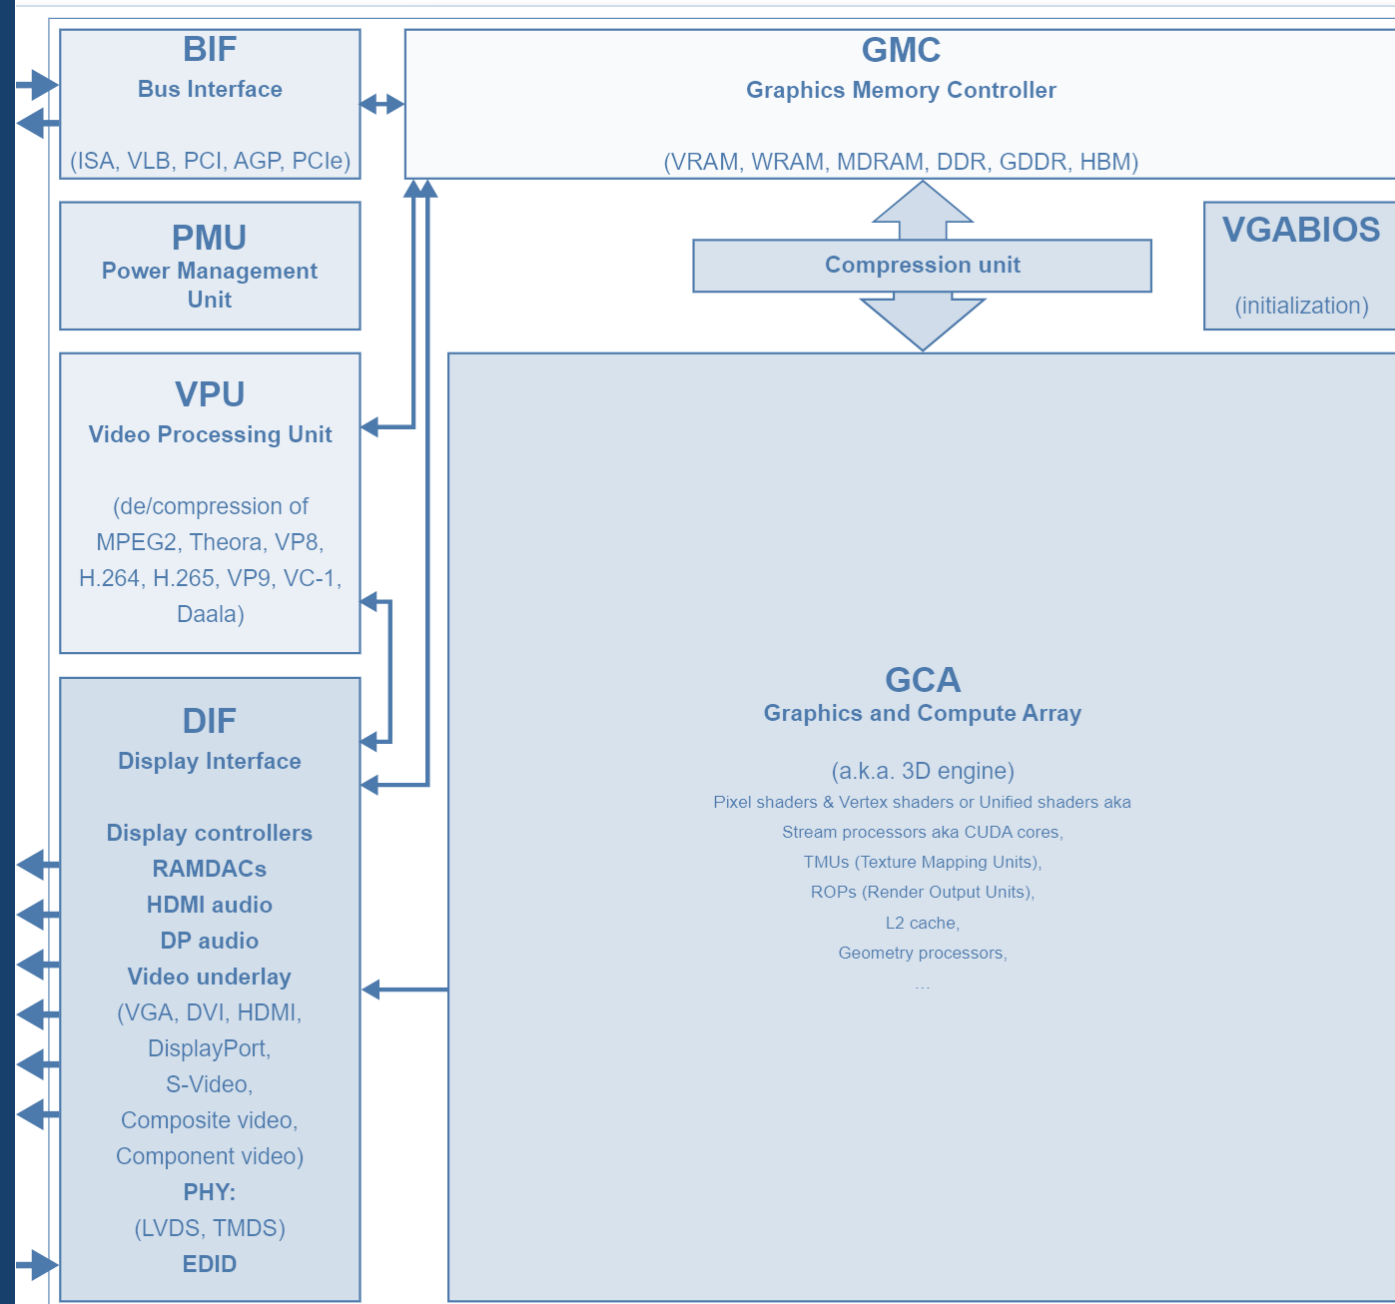 BIF
Bus Interface
(ISA, VLB, PCI, AGP, PCIe)
GMC
Graphics Memory Controller
(VRAM, WRAM, MDRAM, DDR, GDDR, HBM)
PMU
Power Management
Unit
Compression unit
VGABIOS
(initialization)
VPU
Video Processing Unit
(de/compression of
MPEG2, Theora, VP8,
H.264, H.265, VP9, VC-1,
Daala)
DIF
Display Interface
Display controllers
RAMDACs
HDMI audio
DP audio
Video underlay
(VGA, DVI, HDMI,
DisplayPort,
S-Video,
Composite video,
Component video)
PHY:
(LVDS, TMDS)
EDID
GCA
Graphics and Compute Array
(a.k.a. 3D engine)
Pixel shaders & Vertex shaders or Unified shaders aka
Stream processors aka CUDA cores,
TMUs (Texture Mapping Units),
ROPs (Render Output Units),
L2 cache,
Geometry processors,
...